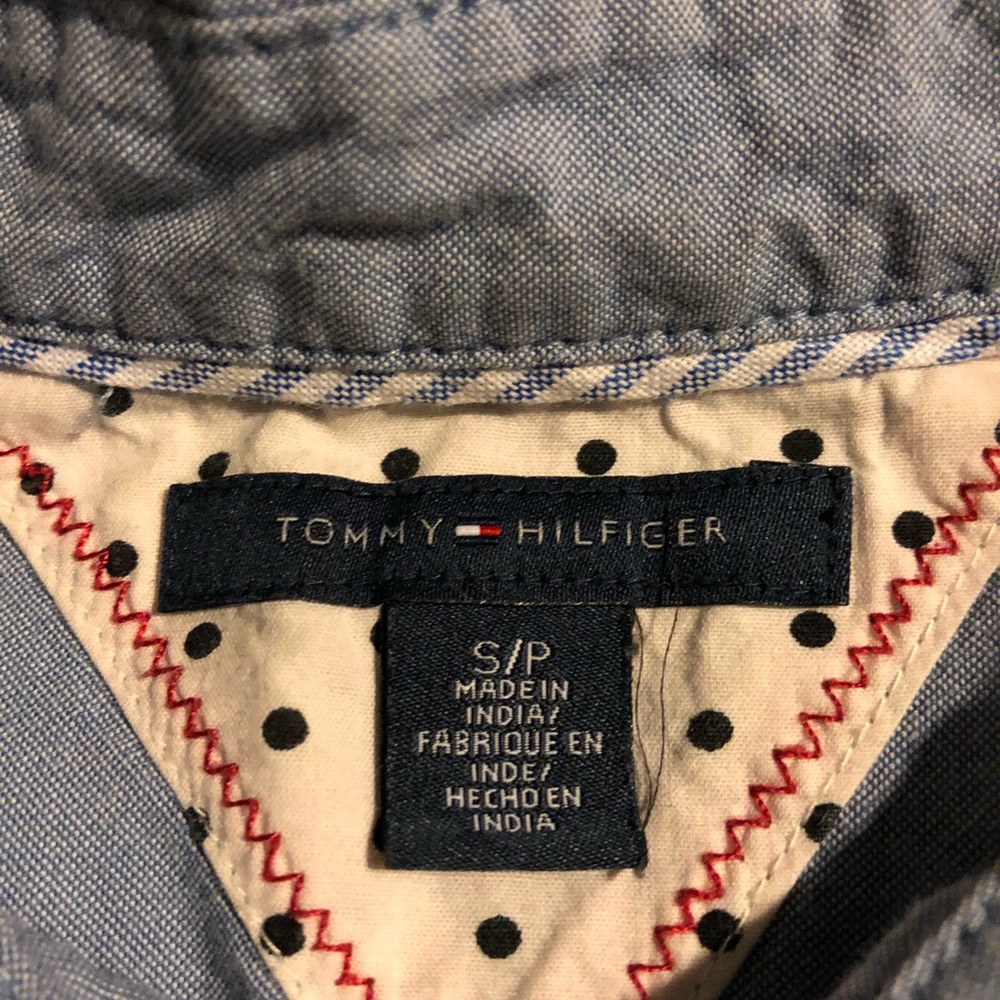 TOMMY HILFIGER
S/P
MADE IN
INDIA/
FABRIQUÉ EN
INDE/
HECHO EN
INDIA